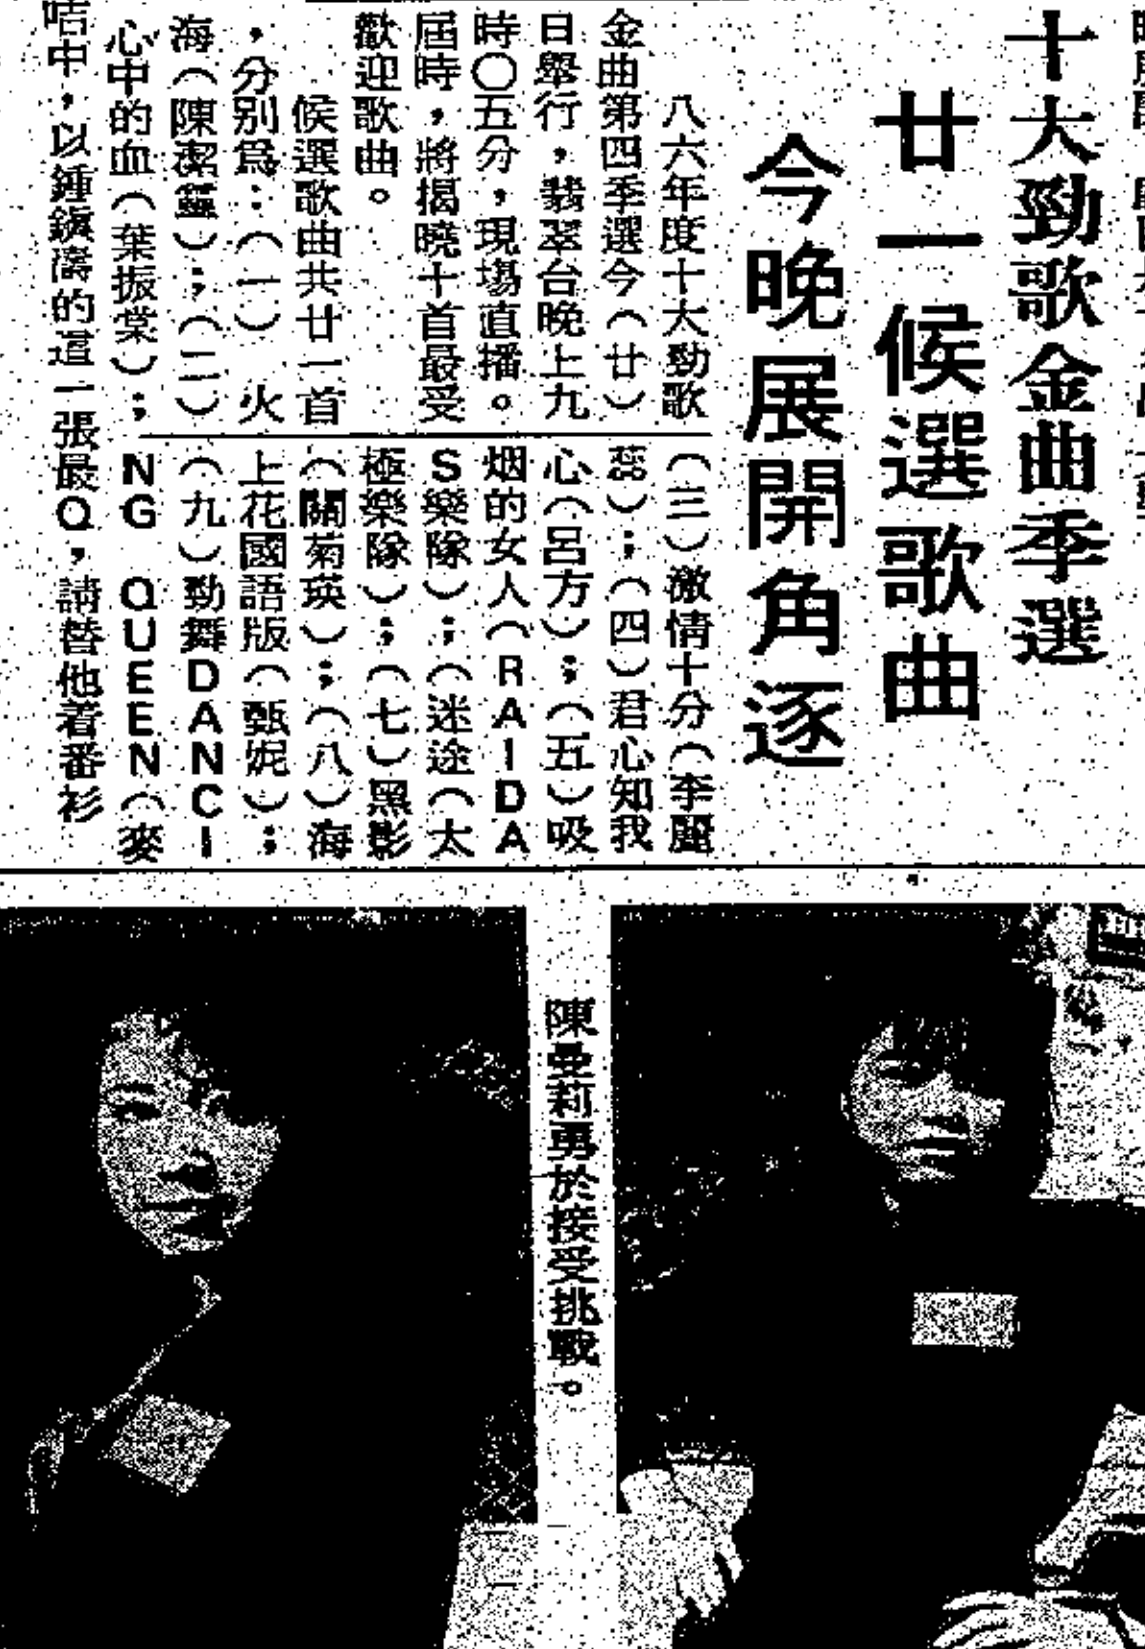 十大勁歌金曲季選
廿一候選歌曲
今晚展開角逐
八六年度十大勁歌
金曲第四季選今（廿）
日舉行，翡翠台晚上九
時〇五分，現場直播。
屆時，將揭曉十首最受
歡迎歌曲。
候選歌曲共廿一首
，分別爲：（一）火
海（陳潔靈）；（二）
心中的血（葉振棠）；
（三）激情十分（李麗
蕊）；（四）君心知我
心（呂方）；（五）吸
烟的女人（RAIDA
S樂隊）；（迷途（太
極樂隊）；（七）黑影
（關菊瑛）；（八）海
上花國語版（甄妮）；
（九）勁舞DANCI
NG QUEEN（麥
咭中，以鍾鎮濤的這一張最Q，請替他着番衫
陳曼莉勇於接受挑戰。